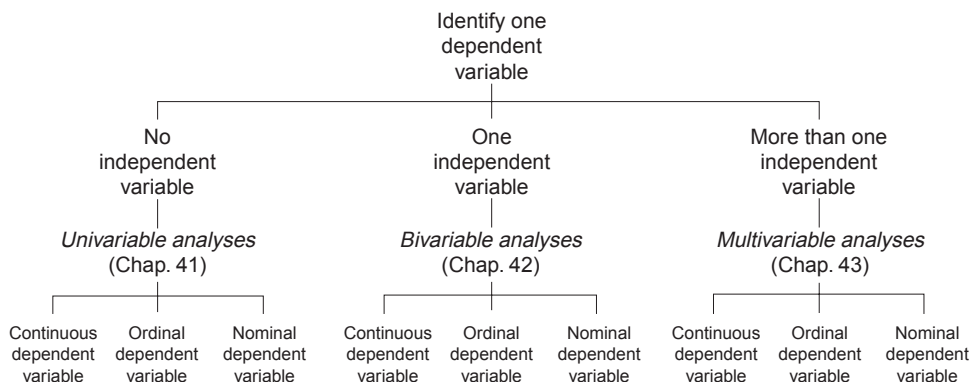 Identify one
dependent
variable
No
independent
variable
One
independent
variable
More than one
independent
variable
Univariable analyses
(Chap. 41)
Bivariable analyses
(Chap. 42)
Multivariable analyses
(Chap. 43)
Continuous
dependent
variable
Ordinal
dependent
variable
Nominal
dependent
variable
Continuous
dependent
variable
Ordinal
dependent
variable
Nominal
dependent
variable
Continuous
dependent
variable
Ordinal
dependent
variable
Nominal
dependent
variable